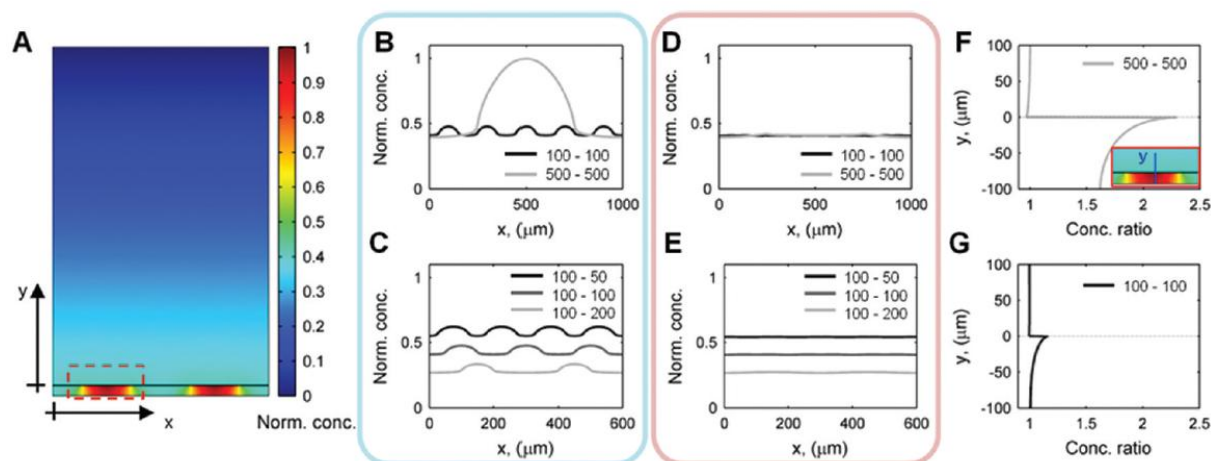 A
y
x
1
0.9
0.8
0.7
0.6
0.5
0.4
0.3
0.2
0.1
0
Norm. conc.
B
Norm. conc.
1
0.5
0
100 - 100
500 - 500
0 500 1000
x, (μm)
C
Norm. conc.
1
0.5
0
100 - 50
100 - 100
100 - 200
0 200 400 600
x, (μm)
D
Norm. conc.
1
0.5
0
100 - 100
500 - 500
0 500 1000
x, (μm)
E
Norm. conc.
1
0.5
0
100 - 50
100 - 100
100 - 200
0 200 400 600
x, (μm)
F
y, (μm)
100
50
0
-50
-100
500 - 500
y
1 1.5 2 2.5
Conc. ratio
G
y, (μm)
100
50
0
-50
-100
100 - 100
1 1.5 2 2.5
Conc. ratio